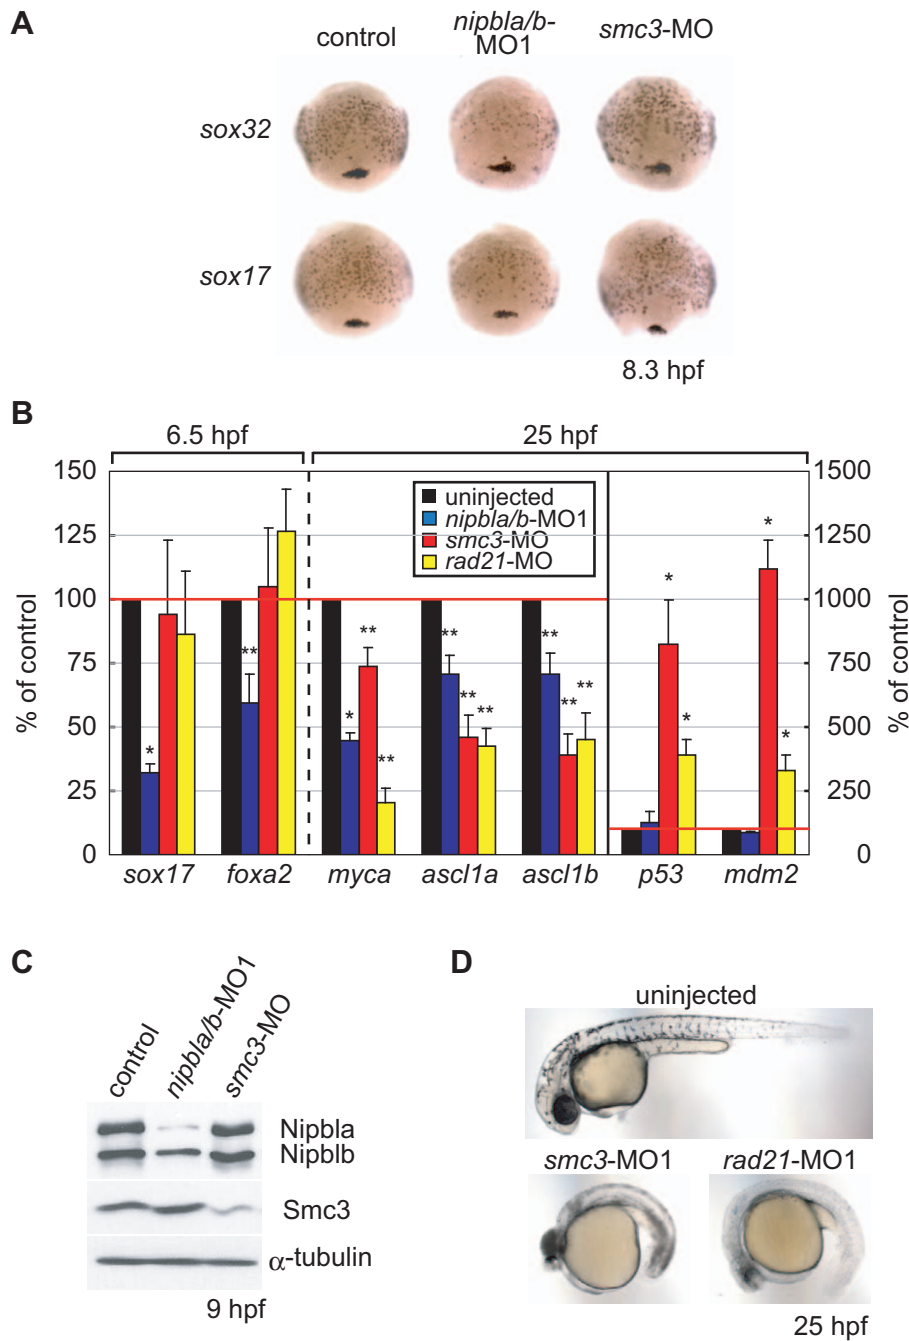 A
control
nipbla/b-
MO1
smc3-MO
sox32
sox17
8.3 hpf
B
6.5 hpf
25 hpf
150
125
100
75
50
25
0
% of control
uninjected
nipbla/b-MO1
smc3-MO
rad21-MO
1500
1250
1000
750
500
250
0
% of control
*
**
*
**
**
**
**
**
**
**
**
*
*
*
*
sox17
foxa2
myca
ascl1a
ascl1b
p53
mdm2
C
control
nipbla/b-MO1
smc3-MO
Nipbla
Nipblb
Smc3
α-tubulin
9 hpf
D
uninjected
smc3-MO1
rad21-MO1
25 hpf